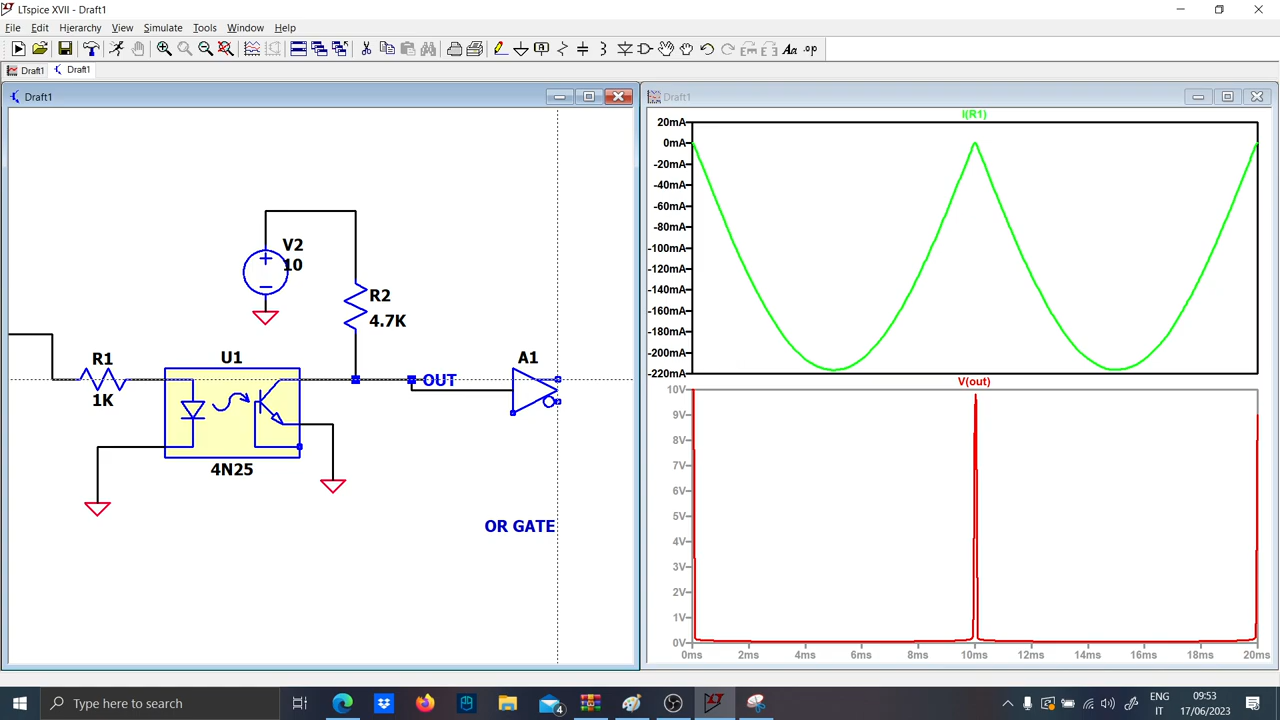 LTspice XVII - Draft1
File Edit Hierarchy View Simulate Tools Window Help
Aa .op
Draft1 Draft1
Draft1
V2
10
R2
4.7K
R1
1K
U1
4N25
OUT
A1
OR GATE
Draft1
I(R1)
20mA
0mA
-20mA
-40mA
-60mA
-80mA
-100mA
-120mA
-140mA
-160mA
-180mA
-200mA
-220mA
V(out)
10V
9V
8V
7V
6V
5V
4V
3V
2V
1V
0V
0ms 2ms 4ms 6ms 8ms 10ms 12ms 14ms 16ms 18ms 20ms
Type here to search
4
ENG
IT
09:53
17/06/2023